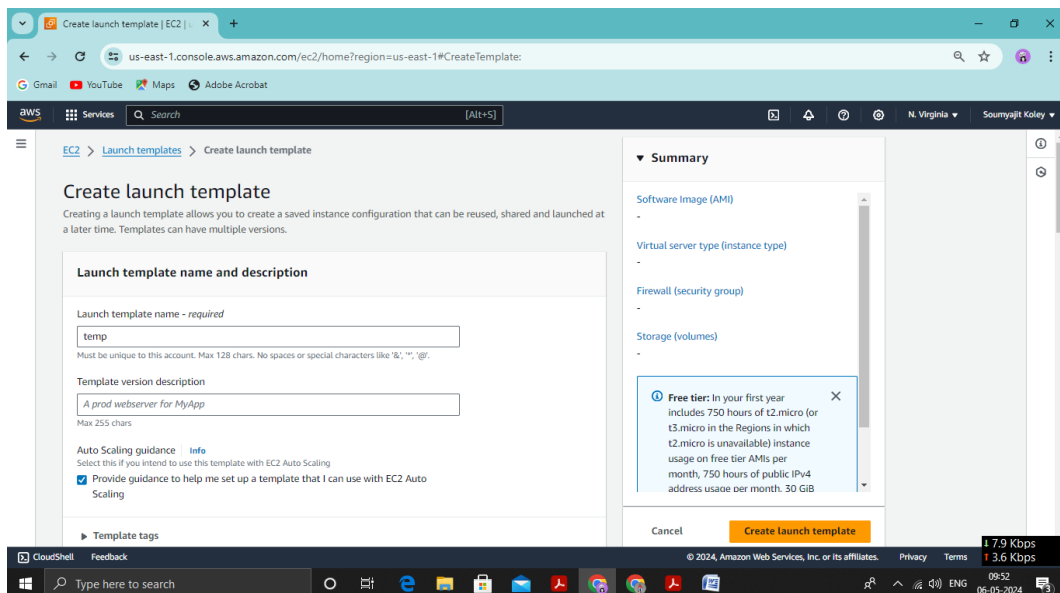 Create launch template | EC2 | u
us-east-1.console.aws.amazon.com/ec2/home?region=us-east-1#CreateTemplate:
Gmail YouTube Maps Adobe Acrobat
aws Services Search [Alt+S] N. Virginia Soumyajit Koley
EC2 > Launch templates > Create launch template
Create launch template
Creating a launch template allows you to create a saved instance configuration that can be reused, shared and launched at
a later time. Templates can have multiple versions.
Launch template name and description
Launch template name - required
temp
Must be unique to this account. Max 128 chars. No spaces or special characters like '&', '*', '@'.
Template version description
A prod webserver for MyApp
Max 255 chars
Auto Scaling guidance Info
Select this if you intend to use this template with EC2 Auto Scaling
Provide guidance to help me set up a template that I can use with EC2 Auto
Scaling
Template tags
Summary
Software Image (AMI)
-
Virtual server type (instance type)
-
Firewall (security group)
-
Storage (volumes)
-
Free tier: In your first year
includes 750 hours of t2.micro (or
t3.micro in the Regions in which
t2.micro is unavailable) instance
usage on free tier AMIs per
month, 750 hours of public IPv4
address usage per month, 30 GiB
Cancel Create launch template
CloudShell Feedback © 2024, Amazon Web Services, Inc. or its affiliates. Privacy Terms
7.9 Kbps
3.6 Kbps
Type here to search ENG
09:52
06-05-2024